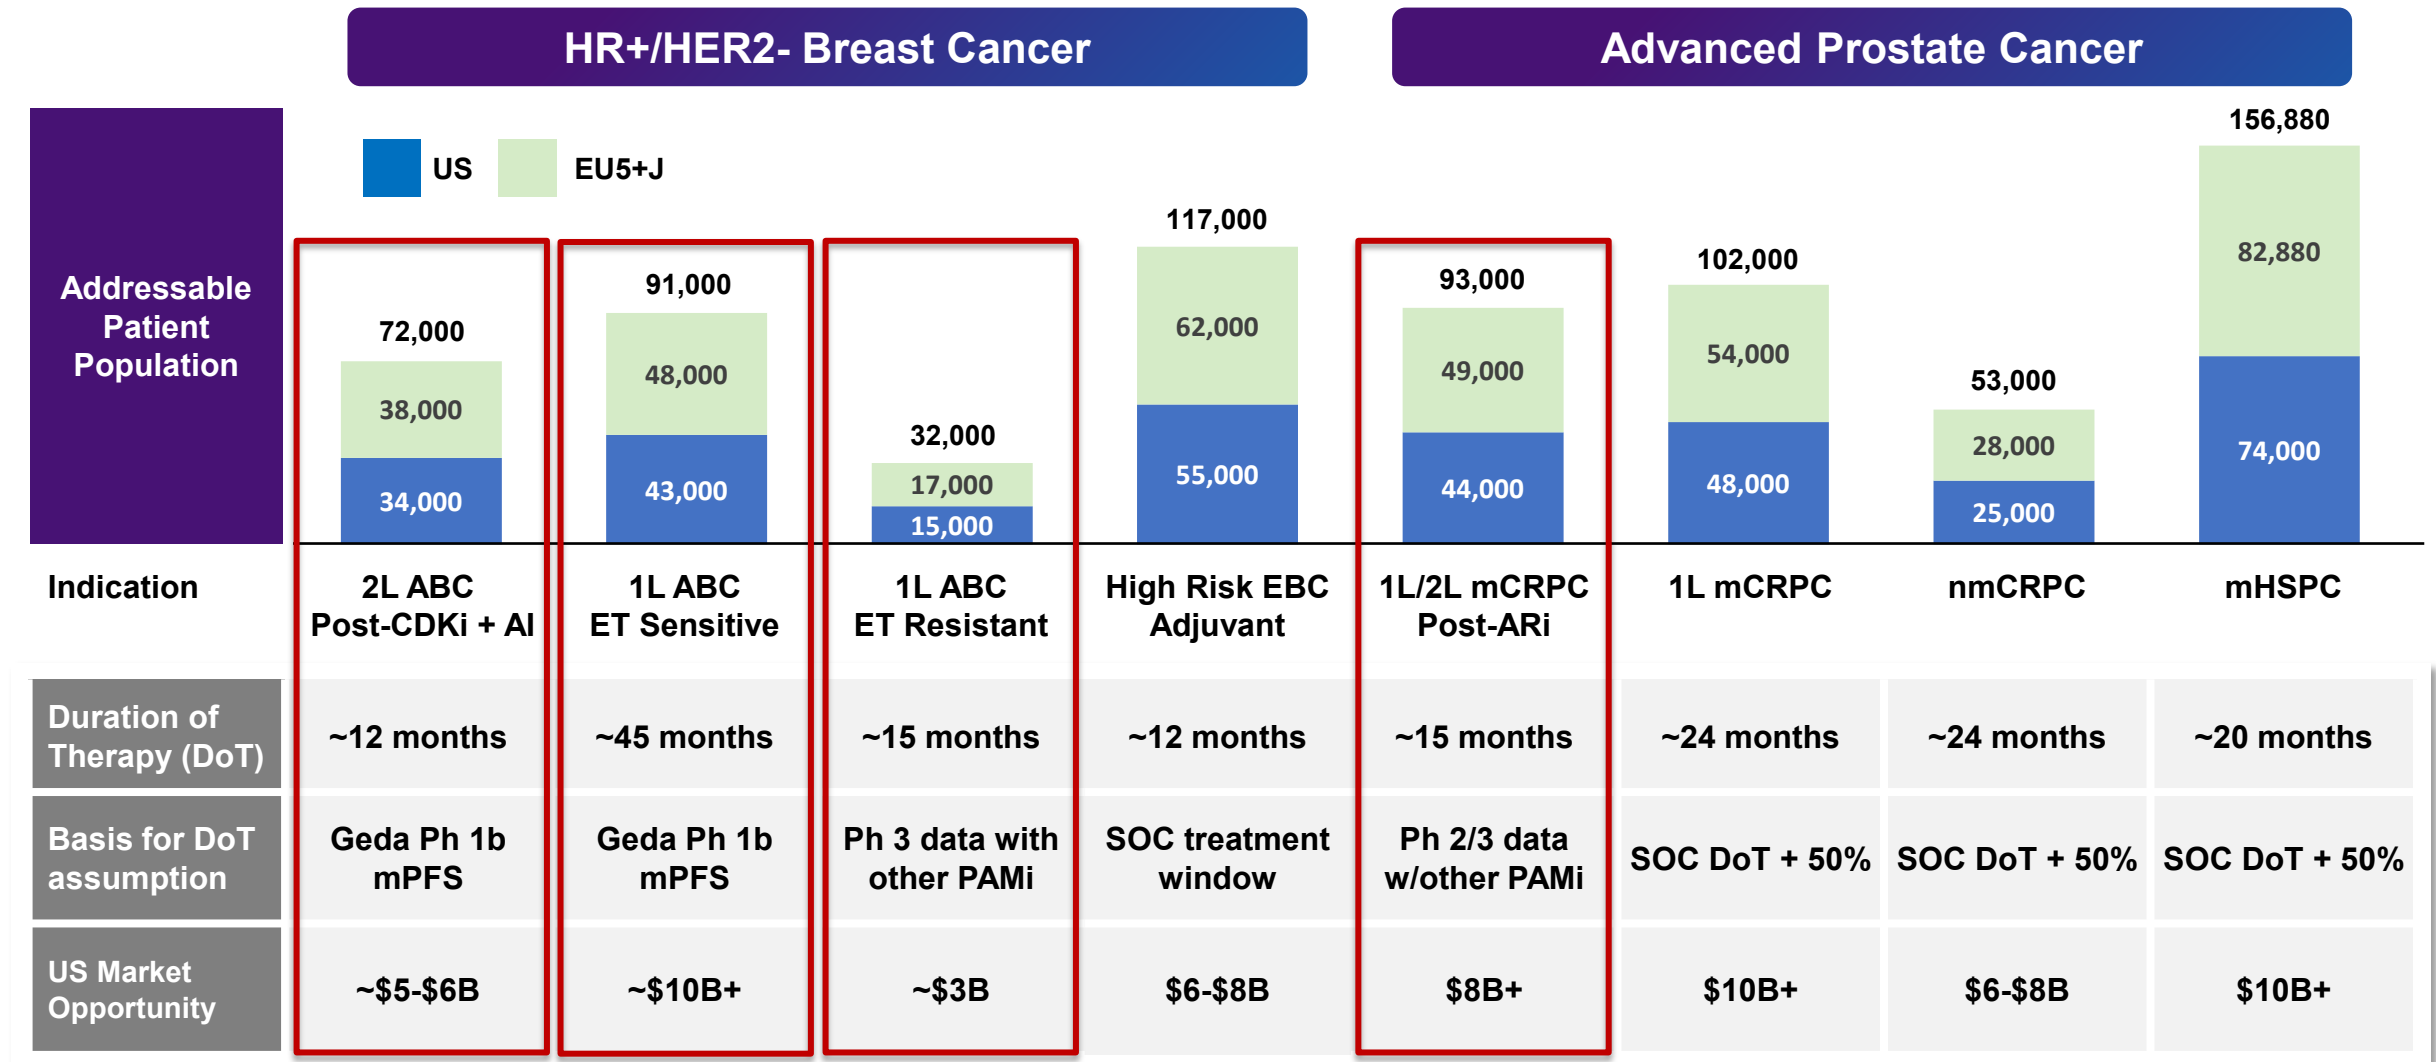 HR+/HER2- Breast Cancer
Advanced Prostate Cancer
US
EU5+J
Addressable
Patient
Population
72,000
38,000
34,000
91,000
48,000
43,000
32,000
17,000
15,000
117,000
62,000
55,000
93,000
49,000
44,000
102,000
54,000
48,000
53,000
28,000
25,000
156,880
82,880
74,000
Indication
2L ABC
Post-CDKi + AI
1L ABC
ET Sensitive
1L ABC
ET Resistant
High Risk EBC
Adjuvant
1L/2L mCRPC
Post-ARi
1L mCRPC
nmCRPC
mHSPC
Duration of
Therapy (DoT)
~12 months
~45 months
~15 months
~12 months
~15 months
~24 months
~24 months
~20 months
Basis for DoT
assumption
Geda Ph 1b
mPFS
Geda Ph 1b
mPFS
Ph 3 data with
other PAMi
SOC treatment
window
Ph 2/3 data
w/other PAMi
SOC DoT + 50%
SOC DoT + 50%
SOC DoT + 50%
US Market
Opportunity
~$5-$6B
~$10B+
~$3B
$6-$8B
$8B+
$10B+
$6-$8B
$10B+